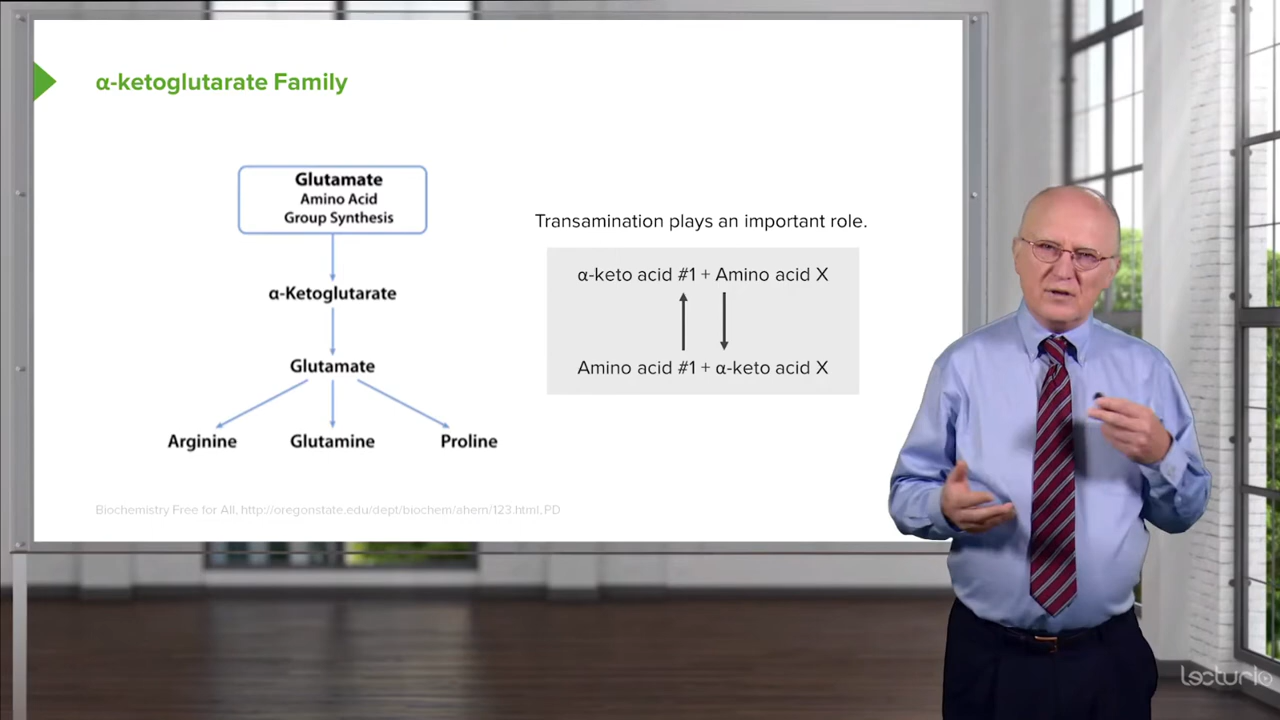 α-ketoglutarate Family
Glutamate
Amino Acid
Group Synthesis
α-Ketoglutarate
Glutamate
Arginine Glutamine Proline
Transamination plays an important role.
α-keto acid #1 + Amino acid X
Amino acid #1 + α-keto acid X
Biochemistry Free for All, http://oregonstate.edu/dept/biochem/ahern/123.html, PD
lecturio